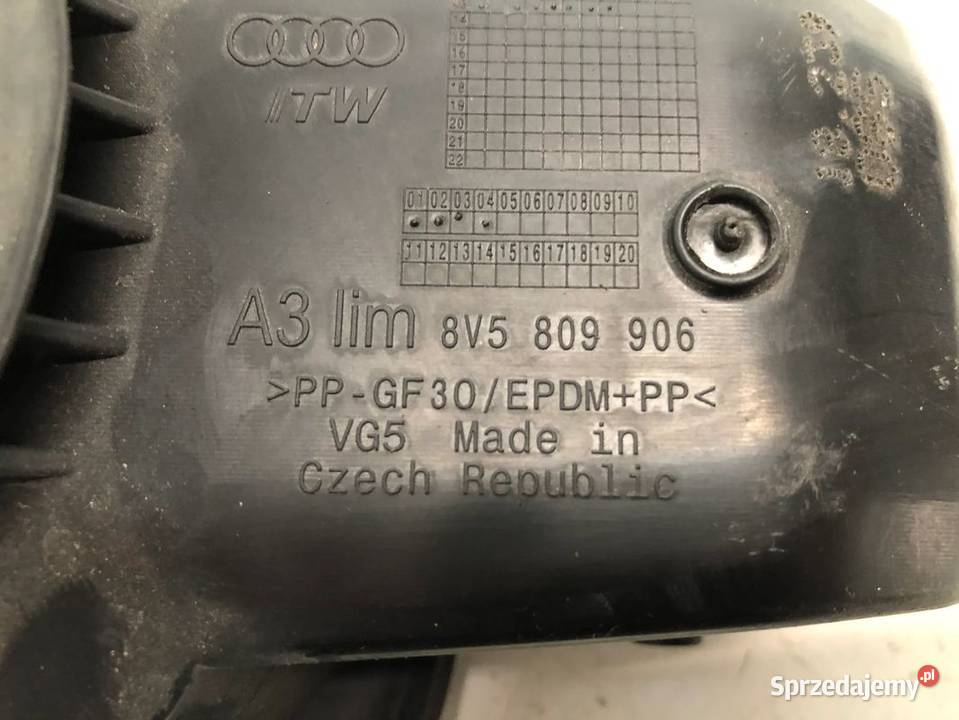 ITW
14
15
16
17
18
19
20
21
22
01 02 03 04 05 06 07 08 09 10
11 12 13 14 15 16 17 18 19 20
A3 lim 8V5 809 906
>PP-GF30/EPDM+PP<
VG5 Made in
Czech Republic
Sprzedajemy.pl